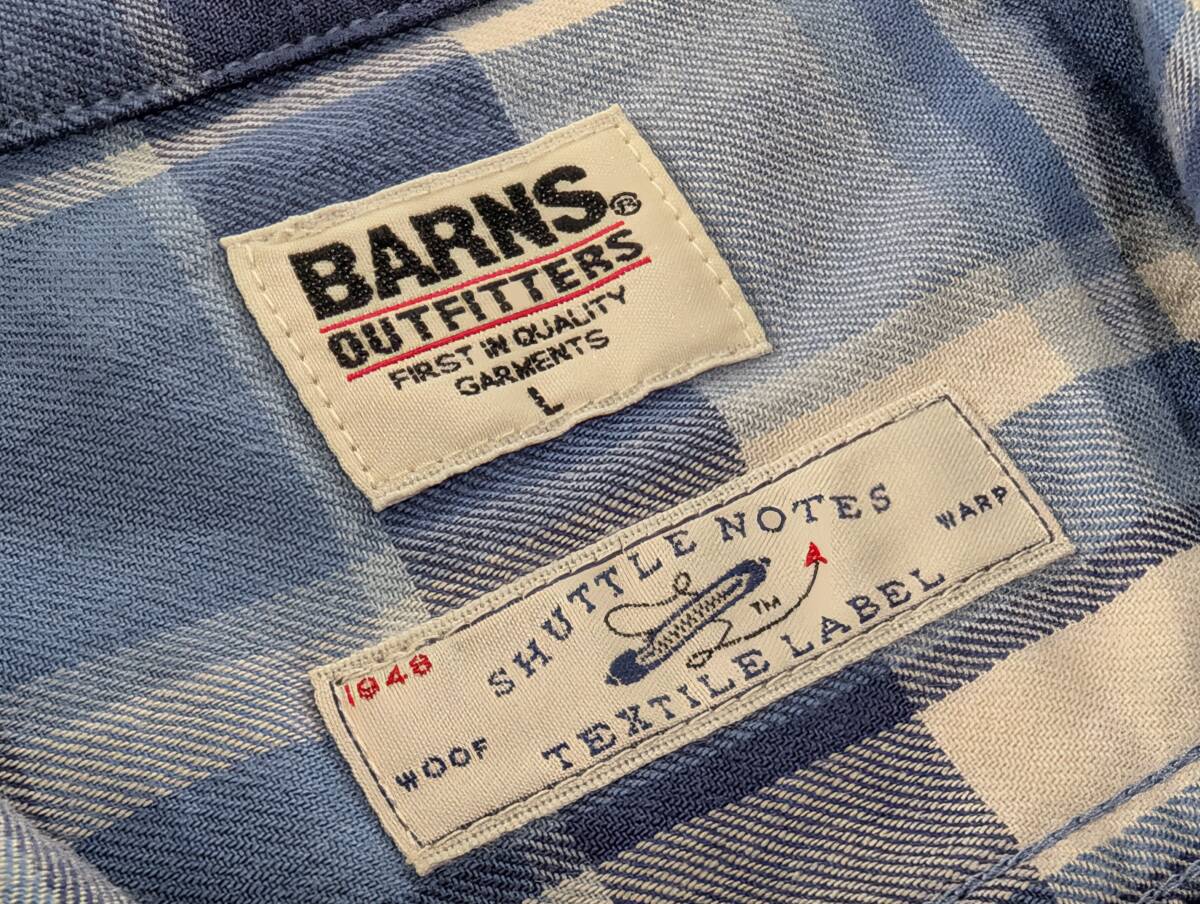 BARNS®
OUTFITTERS
FIRST IN QUALITY
GARMENTS
L
SHUTTLE NOTES
WARP
TM
1948
WOOF
TEXTILE LABEL